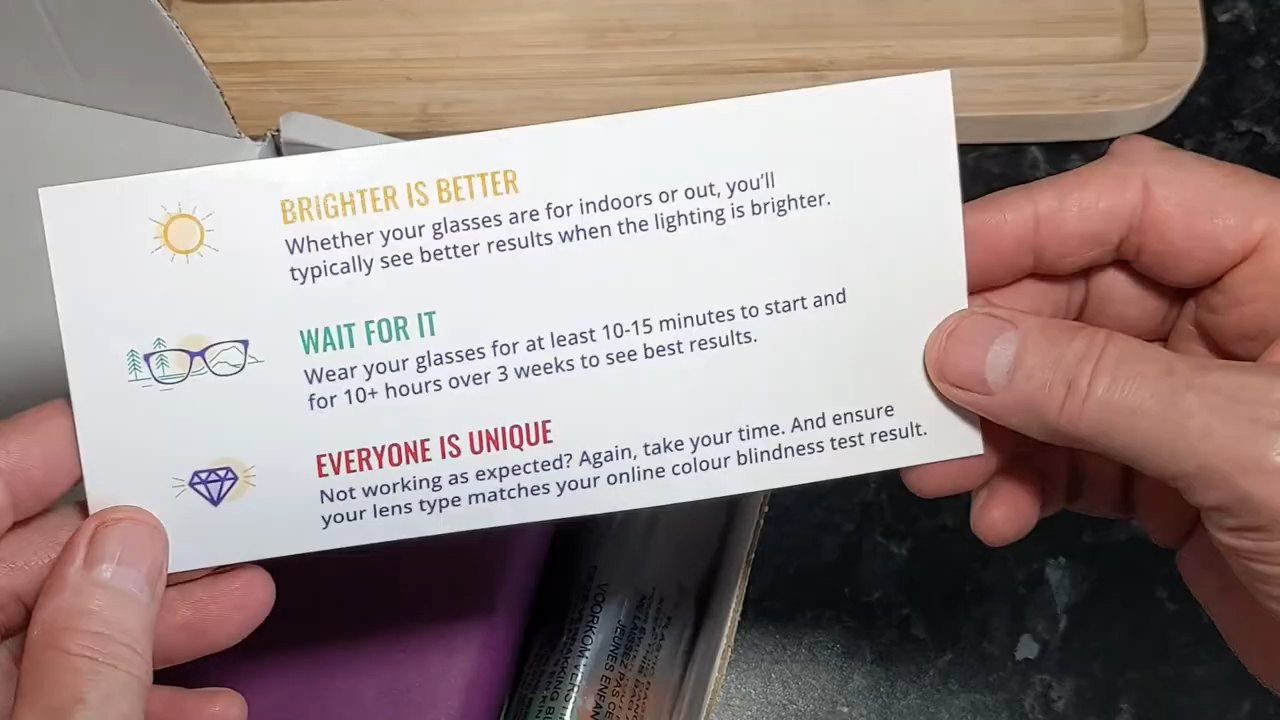 BRIGHTER IS BETTER
Whether your glasses are for indoors or out, you'll
typically see better results when the lighting is brighter.
WAIT FOR IT
Wear your glasses for at least 10-15 minutes to start and
for 10+ hours over 3 weeks to see best results.
EVERYONE IS UNIQUE
Not working as expected? Again, take your time. And ensure
your lens type matches your online colour blindness test result.
VOORKOM
JEUNES ENFAN